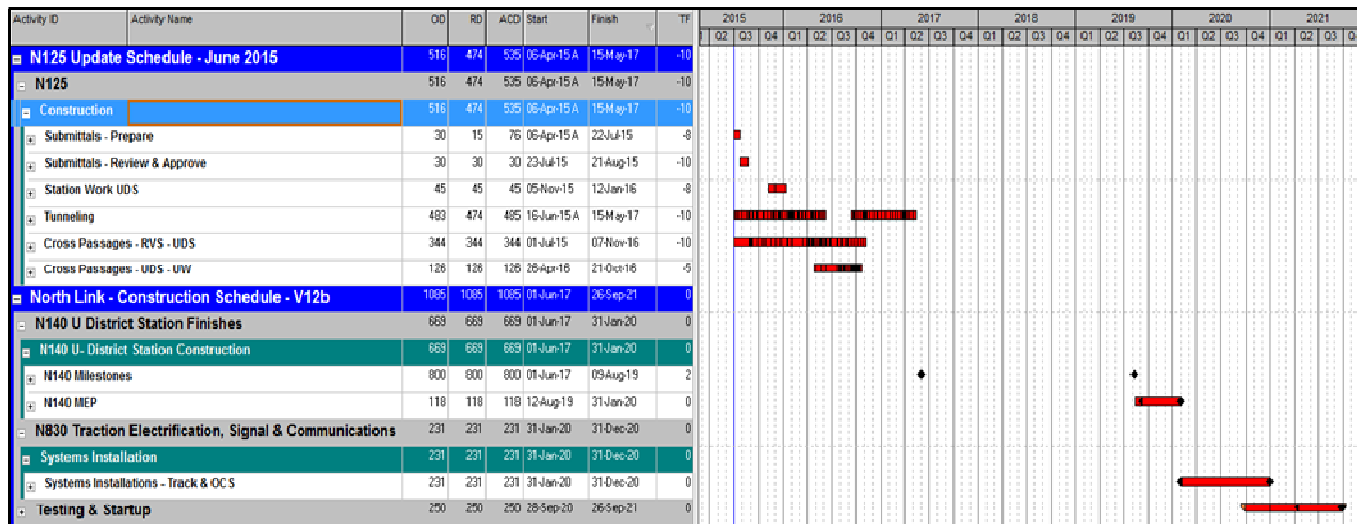 Activity ID Activity Name OD RD ACD Start Finish TF 2015 2016 2017 2018 2019 2020 2021
Q2 Q3 Q4 Q1 Q2 Q3 Q4 Q1 Q2 Q3 Q4 Q1 Q2 Q3 Q4 Q1 Q2 Q3 Q4 Q1 Q2 Q3 Q4 Q1 Q2 Q3
N125 Update Schedule - June 2015 516 474 535 06-Apr-15 A 15-May-17 -10
N125 516 474 535 06-Apr-15 A 15-May-17 -10
Construction 516 474 535 06-Apr-15 A 15-May-17 -10
Submittals - Prepare 30 15 76 06-Apr-15 A 22-Jul-15 -8
Submittals - Review & Approve 30 30 30 23-Jul-15 21-Aug-15 -10
Station Work UDS 45 45 45 05-Nov-15 12-Jan-16 -8
Tunneling 483 474 485 16-Jun-15 A 15-May-17 -10
Cross Passages - RVS - UDS 344 344 344 01-Jul-15 07-Nov-16 -10
Cross Passages - UDS - UW 126 126 126 26-Apr-16 21-Oct-16 -5
North Link - Construction Schedule - V12b 1085 1085 1085 01-Jun-17 26-Sep-21 0
N140 U District Station Finishes 669 669 669 01-Jun-17 31-Jan-20 0
N140 U- District Station Construction 669 669 669 01-Jun-17 31-Jan-20 0
N140 Milestones 800 800 800 01-Jun-17 09-Aug-19 2
N140 MEP 118 118 118 12-Aug-19 31-Jan-20 0
N830 Traction Electrification, Signal & Communications 231 231 231 31-Jan-20 31-Dec-20 0
Systems Installation 231 231 231 31-Jan-20 31-Dec-20 0
Systems Installations - Track & OCS 231 231 231 31-Jan-20 31-Dec-20 0
Testing & Startup 250 250 250 28-Sep-20 26-Sep-21 0